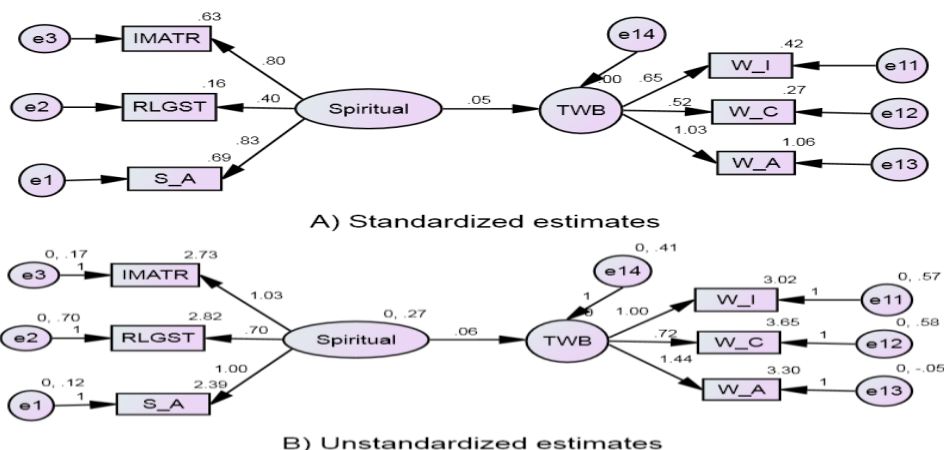 .63
e3 IMATR
.80
.16
e2 RLGST
.40
.83
.69
e1 S_A
Spiritual
.05
e14
.00
TWB
.65
.42
W_I e11
.52
.27
W_C e12
1.03
1.06
W_A e13
A) Standardized estimates
0, .17
1
2.73
e3 IMATR
1.03
0, .70
1
2.82
e2 RLGST
.70
0, .12
1
1.00
2.39
e1 S_A
0, .27
Spiritual
.06
0, .41
e14
1
0
TWB
1.00
3.02
0, .57
W_I 1 e11
.72
3.65
0, .58
W_C 1 e12
1.44
3.30
0, -.05
W_A 1 e13
B) Unstandardized estimates